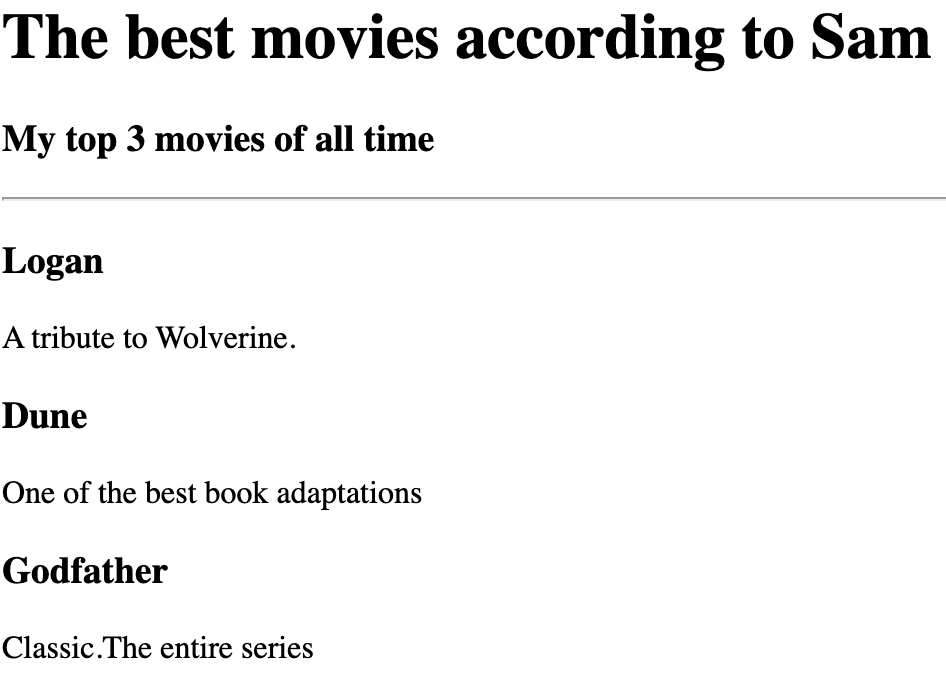 The best movies according to Sam
My top 3 movies of all time
Logan
A tribute to Wolverine.
Dune
One of the best book adaptations
Godfather
Classic.The entire series